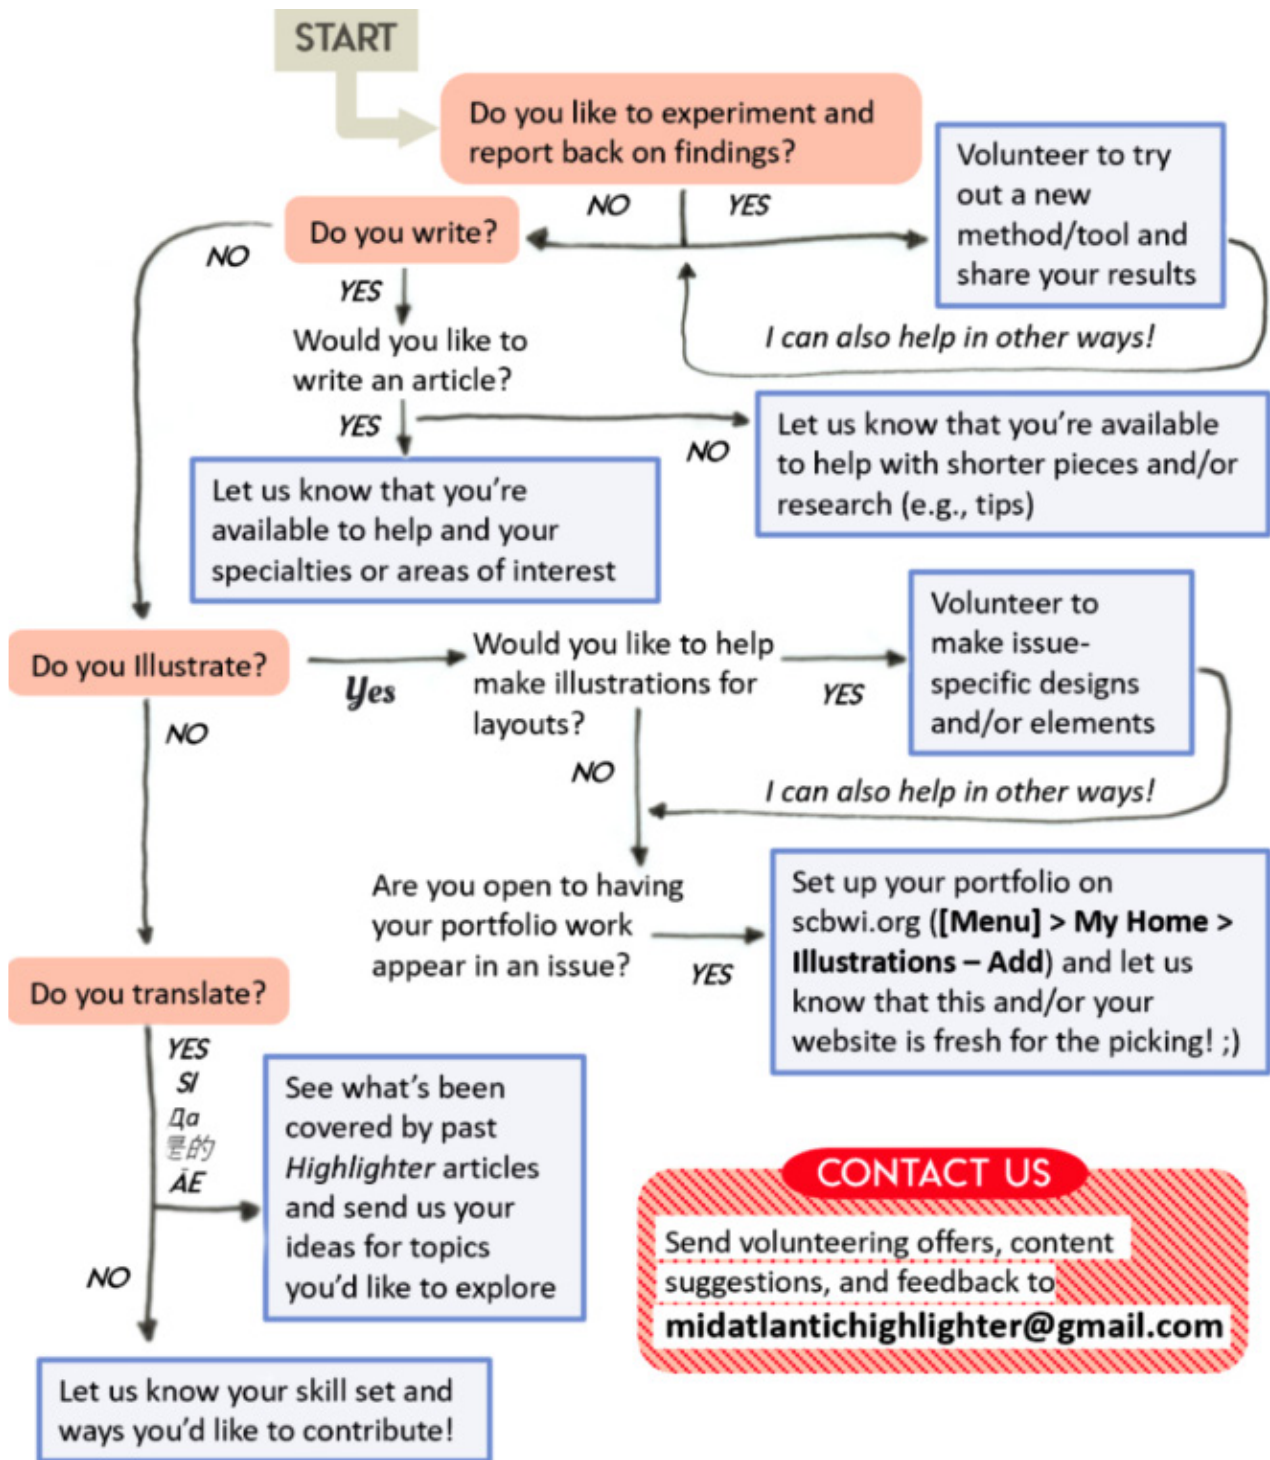 START
Do you like to experiment and
report back on findings?
NO
YES
Volunteer to try
out a new
method/tool and
share your results
I can also help in other ways!
Do you write?
NO
YES
Would you like to
write an article?
YES
NO
Let us know that you're available
to help with shorter pieces and/or
research (e.g., tips)
Let us know that you're
available to help and your
specialties or areas of interest
Do you Illustrate?
Yes
NO
Would you like to help
make illustrations for
layouts?
YES
NO
Volunteer to
make issue-
specific designs
and/or elements
I can also help in other ways!
Are you open to having
your portfolio work
appear in an issue?
YES
Set up your portfolio on
scbwi.org ([Menu] > My Home >
Illustrations – Add) and let us
know that this and/or your
website is fresh for the picking! ;)
Do you translate?
YES
SI
Да
是的
ĀE
NO
See what's been
covered by past
Highlighter articles
and send us your
ideas for topics
you'd like to explore
Let us know your skill set and
ways you'd like to contribute!
CONTACT US
Send volunteering offers, content
suggestions, and feedback to
midatlantichighlighter@gmail.com